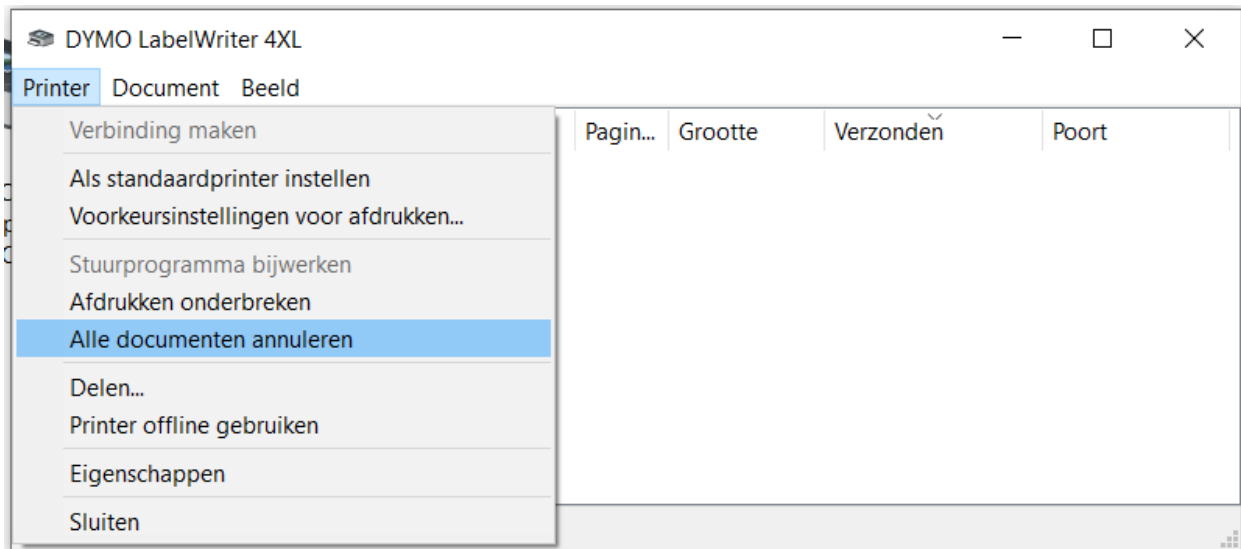 DYMO LabelWriter 4XL
Printer Document Beeld
Pagin... Grootte Verzonden Poort
Verbinding maken
Als standaardprinter instellen
Voorkeursinstellingen voor afdrukken...
Stuurprogramma bijwerken
Afdrukken onderbreken
Alle documenten annuleren
Delen...
Printer offline gebruiken
Eigenschappen
Sluiten